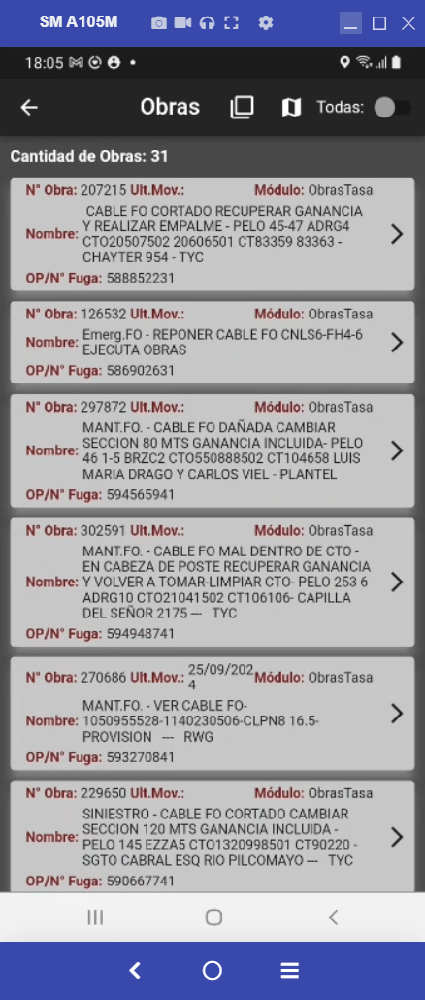 SM A105M
18:05
Obras
Todas:
Cantidad de Obras: 31
N° Obra: 207215 Ult.Mov.: Módulo: ObrasTasa
Nombre: CABLE FO CORTADO RECUPERAR GANANCIA
Y REALIZAR EMPALME - PELO 45-47 ADRG4
CTO20507502 20606501 CT83359 83363 -
CHAYTER 954 - TYC
OP/N° Fuga: 588852231
N° Obra: 126532 Ult.Mov.: Módulo: ObrasTasa
Nombre: Emerg.FO - REPONER CABLE FO CNLS6-FH4-6
EJECUTA OBRAS
OP/N° Fuga: 586902631
N° Obra: 297872 Ult.Mov.: Módulo: ObrasTasa
Nombre: MANT.FO. - CABLE FO DAÑADA CAMBIAR
SECCION 80 MTS GANANCIA INCLUIDA- PELO
46 1-5 BRZC2 CTO550888502 CT104658 LUIS
MARIA DRAGO Y CARLOS VIEL - PLANTEL
OP/N° Fuga: 594565941
N° Obra: 302591 Ult.Mov.: Módulo: ObrasTasa
Nombre: MANT.FO. - CABLE FO MAL DENTRO DE CTO -
EN CABEZA DE POSTE RECUPERAR GANANCIA
Y VOLVER A TOMAR-LIMPIAR CTO- PELO 253 6
ADRG10 CTO21041502 CT106106- CAPILLA
DEL SEÑOR 2175 --- TYC
OP/N° Fuga: 594948741
N° Obra: 270686 Ult.Mov.: 25/09/202
4 Módulo: ObrasTasa
Nombre: MANT.FO. - VER CABLE FO-
1050955528-1140230506-CLPN8 16.5-
PROVISION --- RWG
OP/N° Fuga: 593270841
N° Obra: 229650 Ult.Mov.: Módulo: ObrasTasa
Nombre: SINIESTRO - CABLE FO CORTADO CAMBIAR
SECCION 120 MTS GANANCIA INCLUIDA -
PELO 145 EZZA5 CTO1320998501 CT90220 -
SGTO CABRAL ESQ RIO PILCOMAYO --- TYC
OP/N° Fuga: 590667741